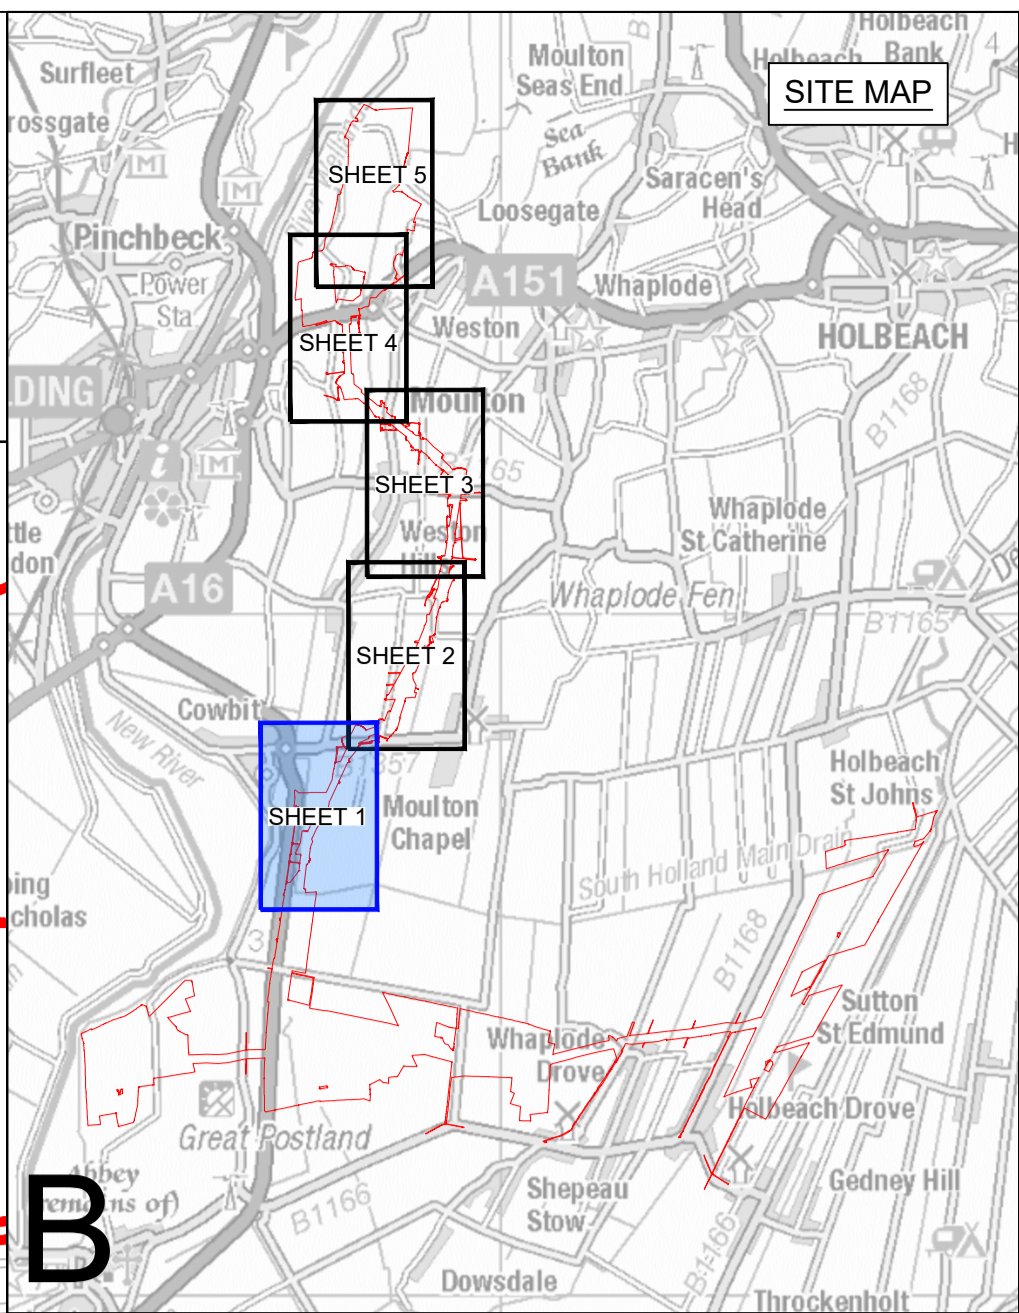 Holbeach
Bank
Holbeach
4
Moulton
Seas End
B
Surfleet
SITE MAP
rossgate
Sea
Bank
H
SHEET 5
Saracen's
Head
Loosegate
Pinchbeck
Power
Sta
A151
Whaplode
Weston
HOLBEACH
SHEET 4
DING
B1168
Moulton
B1165
SHEET 3
Whaplode
St Catherine
ttle
don
Weston
Hills
A16
Whaplode Fen
B1165
SHEET 2
Cowbit
New River
B1357
Holbeach
St Johns
SHEET 1
Moulton
Chapel
South Holland Main Drain
ping
cholas
B1168
3
Sutton
St Edmund
Whaplode
Drove
Holbeach Drove
Great Postland
Abbey
(remains of)
Gedney Hill
B
B1166
Shepeau
Stow
B1166
Dowsdale
Throckenholt